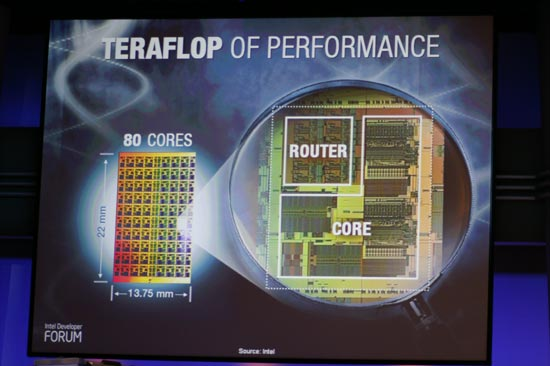 TERAFLOP OF PERFORMANCE
80 CORES
22 mm
13.75 mm
ROUTER
CORE
Intel Developer
FORUM
Source: Intel